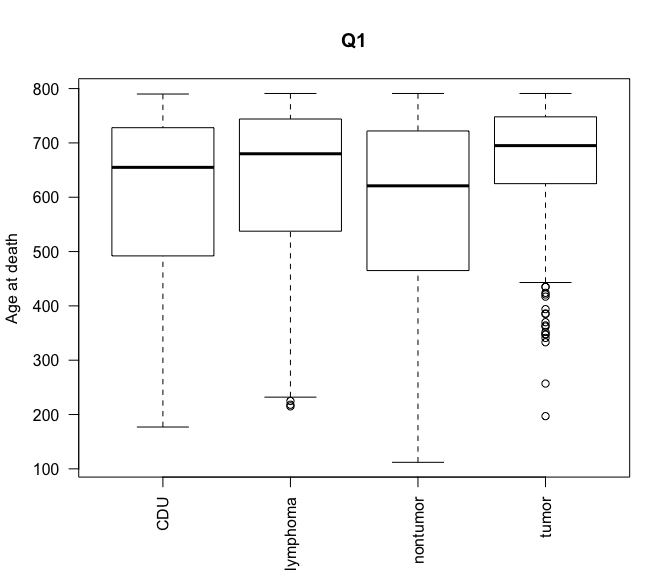 Q1
Age at death
800
700
600
500
400
300
200
100
CDU
lymphoma
nontumor
tumor